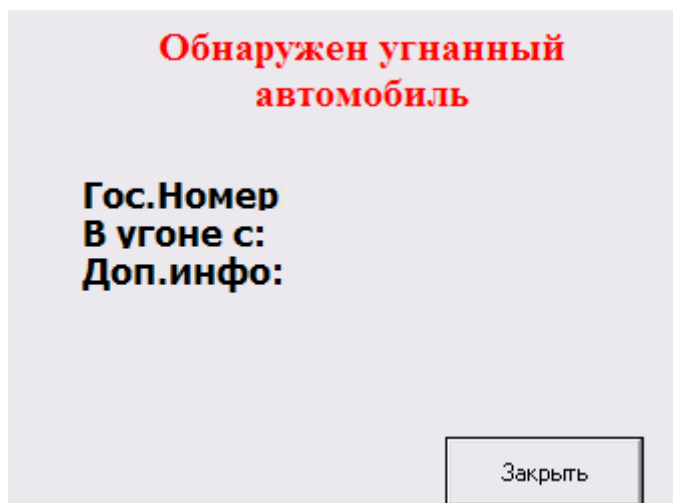 Обнаружен угнанный
автомобиль
Гос.Номер
В угоне с:
Доп.инфо:
Закрыть